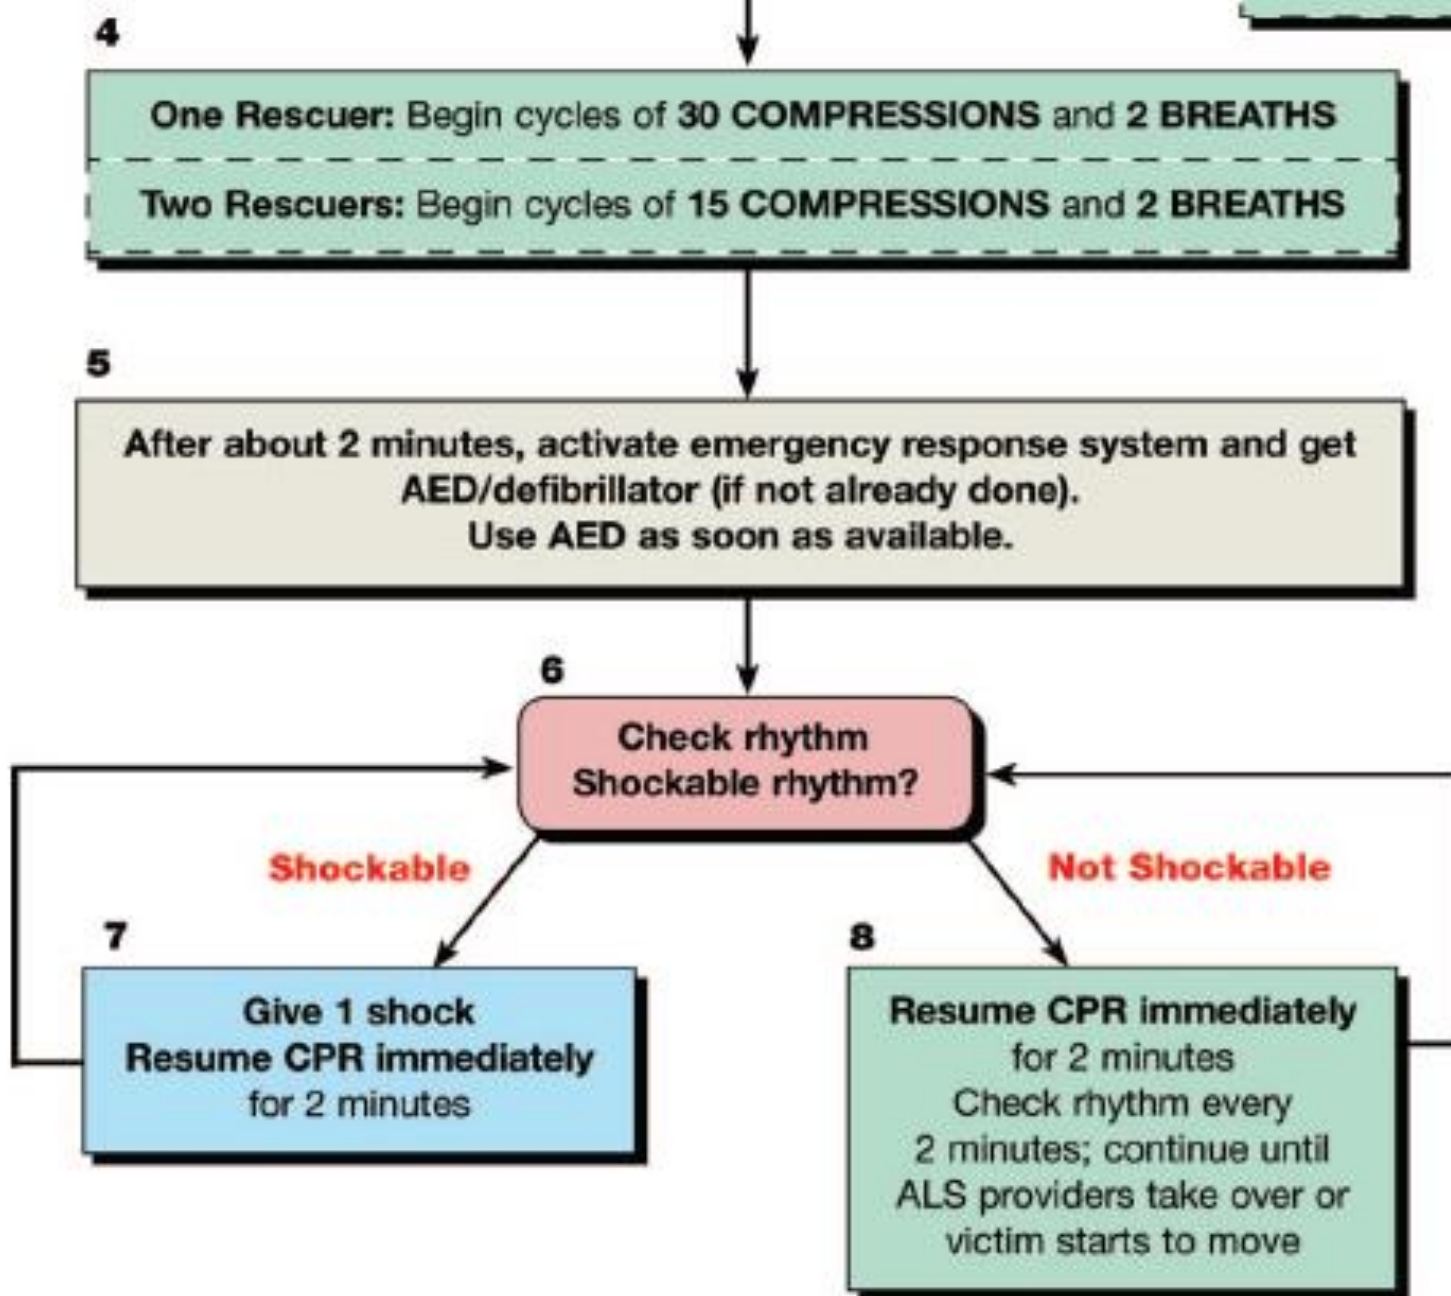 4
One Rescuer: Begin cycles of 30 COMPRESSIONS and 2 BREATHS
Two Rescuers: Begin cycles of 15 COMPRESSIONS and 2 BREATHS
5
After about 2 minutes, activate emergency response system and get
AED/defibrillator (if not already done).
Use AED as soon as available.
6
Check rhythm
Shockable rhythm?
Shockable
Not Shockable
7
Give 1 shock
Resume CPR immediately
for 2 minutes
8
Resume CPR immediately
for 2 minutes
Check rhythm every
2 minutes; continue until
ALS providers take over or
victim starts to move